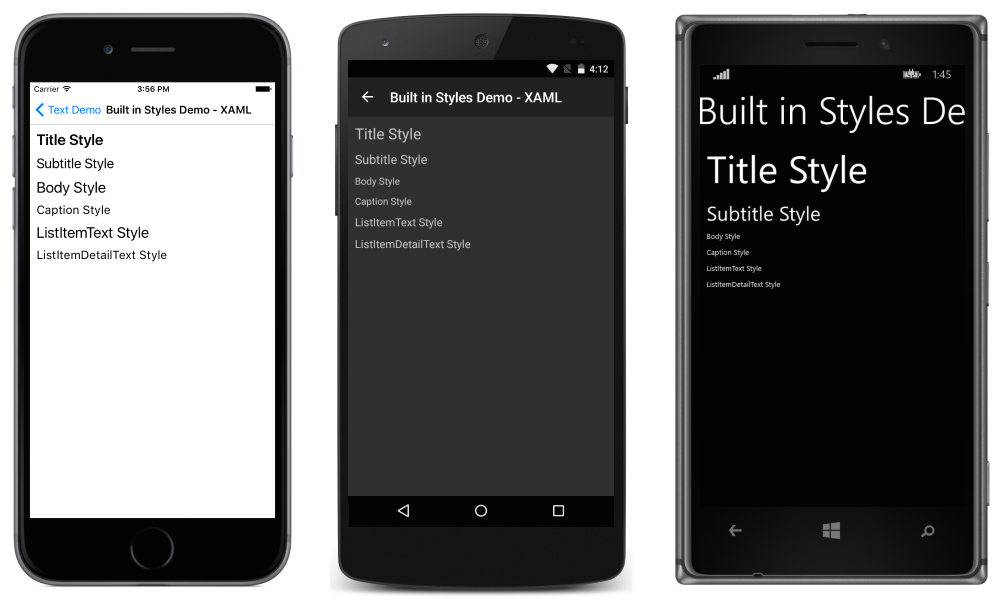 Carrier 3:56 PM
Text Demo Built in Styles Demo - XAML
Title Style
Subtitle Style
Body Style
Caption Style
ListItemText Style
ListItemDetailText Style
4:12
Built in Styles Demo - XAML
Title Style
Subtitle Style
Body Style
Caption Style
ListItemText Style
ListItemDetailText Style
1:45
Built in Styles De
Title Style
Subtitle Style
Body Style
Caption Style
ListItemText Style
ListItemDetailText Style